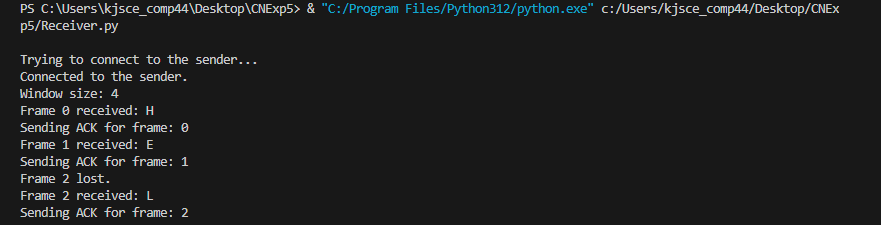 PS C:\Users\kjsce_comp44\Desktop\CNExp5> & "C:/Program Files/Python312/python.exe" c:/Users/kjsce_comp44/Desktop/CNEx
p5/Receiver.py
Trying to connect to the sender...
Connected to the sender.
Window size: 4
Frame 0 received: H
Sending ACK for frame: 0
Frame 1 received: E
Sending ACK for frame: 1
Frame 2 lost.
Frame 2 received: L
Sending ACK for frame: 2